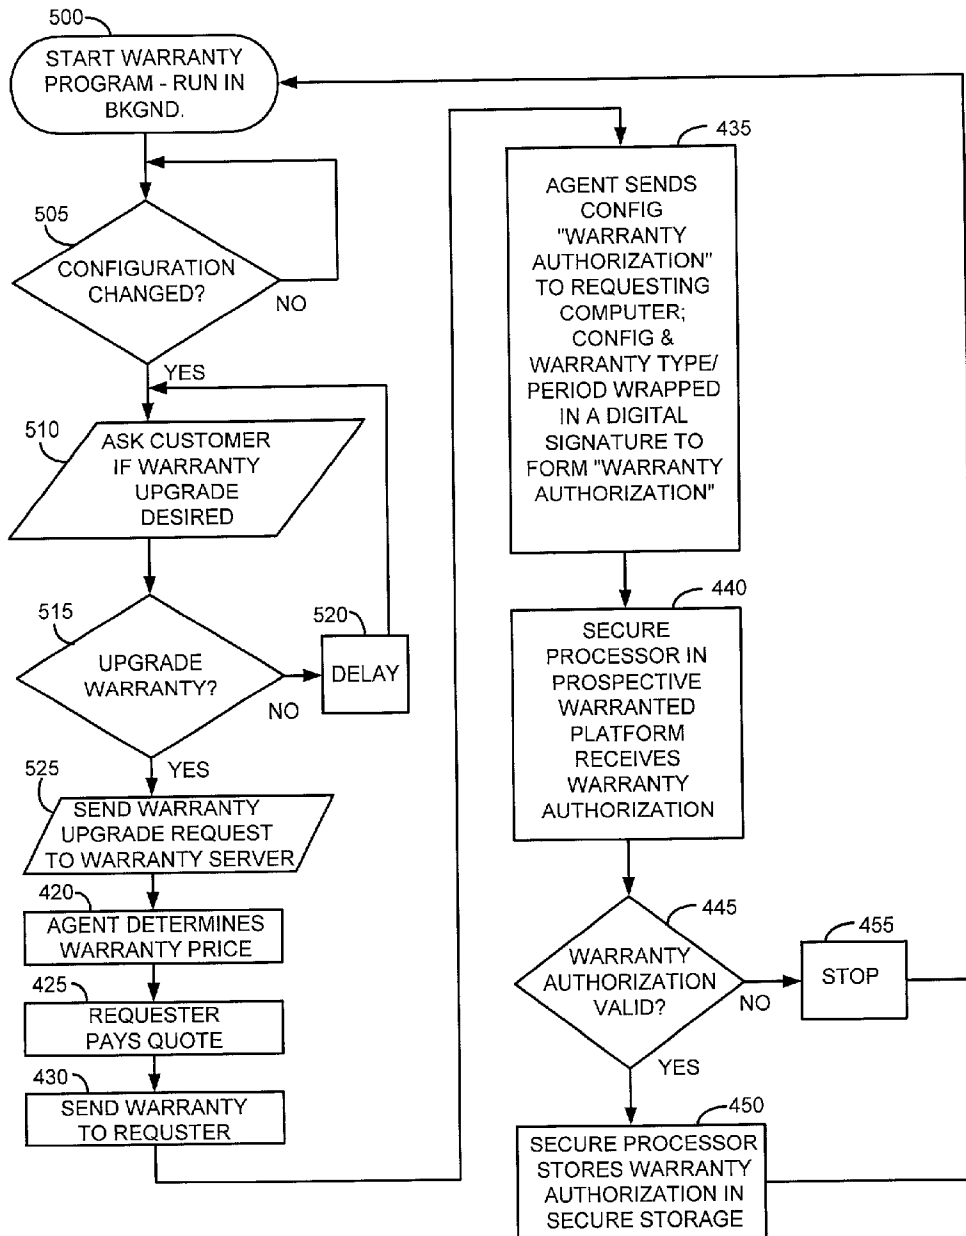 500
START WARRANTY
PROGRAM - RUN IN
BKGND.
505
CONFIGURATION
CHANGED?
NO
YES
510
ASK CUSTOMER
IF WARRANTY
UPGRADE
DESIRED
515
UPGRADE
WARRANTY?
NO
520
DELAY
YES
525
SEND WARRANTY
UPGRADE REQUEST
TO WARRANTY SERVER
420
AGENT DETERMINES
WARRANTY PRICE
425
REQUESTER
PAYS QUOTE
430
SEND WARRANTY
TO REQUSTER
435
AGENT SENDS
CONFIG
"WARRANTY
AUTHORIZATION"
TO REQUESTING
COMPUTER;
CONFIG &
WARRANTY TYPE/
PERIOD WRAPPED
IN A DIGITAL
SIGNATURE TO
FORM "WARRANTY
AUTHORIZATION"
440
SECURE
PROCESSOR IN
PROSPECTIVE
WARRANTED
PLATFORM
RECEIVES
WARRANTY
AUTHORIZATION
445
WARRANTY
AUTHORIZATION
VALID?
NO
455
STOP
YES
450
SECURE PROCESSOR
STORES WARRANTY
AUTHORIZATION IN
SECURE STORAGE